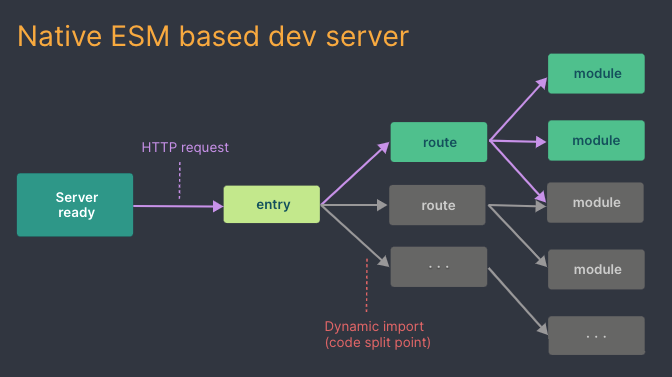 Native ESM based dev server
HTTP request
Server
ready
entry
route
route
· · ·
Dynamic import
(code split point)
module
module
module
module
· · ·